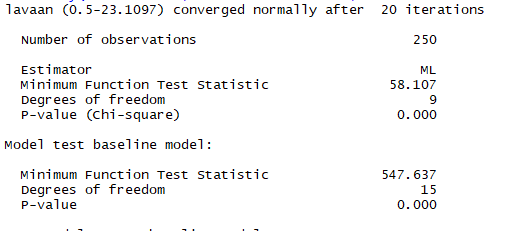 lavaan (0.5-23.1097) converged normally after 20 iterations
Number of observations 250
Estimator ML
Minimum Function Test Statistic 58.107
Degrees of freedom 9
P-value (Chi-square) 0.000
Model test baseline model:
Minimum Function Test Statistic 547.637
Degrees of freedom 15
P-value 0.000